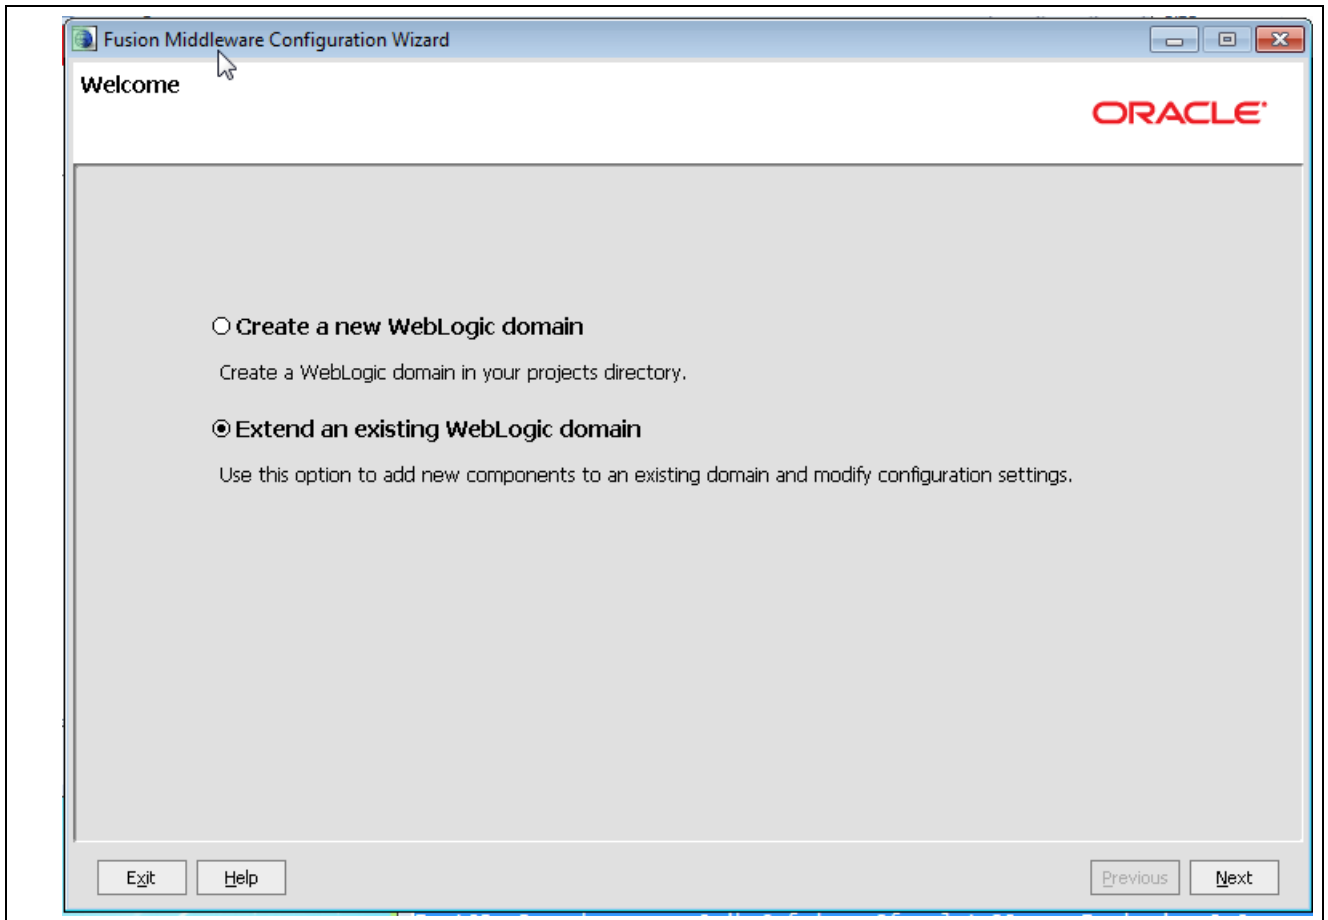 Fusion Middleware Configuration Wizard
Welcome
ORACLE
Create a new WebLogic domain
Create a WebLogic domain in your projects directory.
Extend an existing WebLogic domain
Use this option to add new components to an existing domain and modify configuration settings.
Exit
Help
Previous
Next